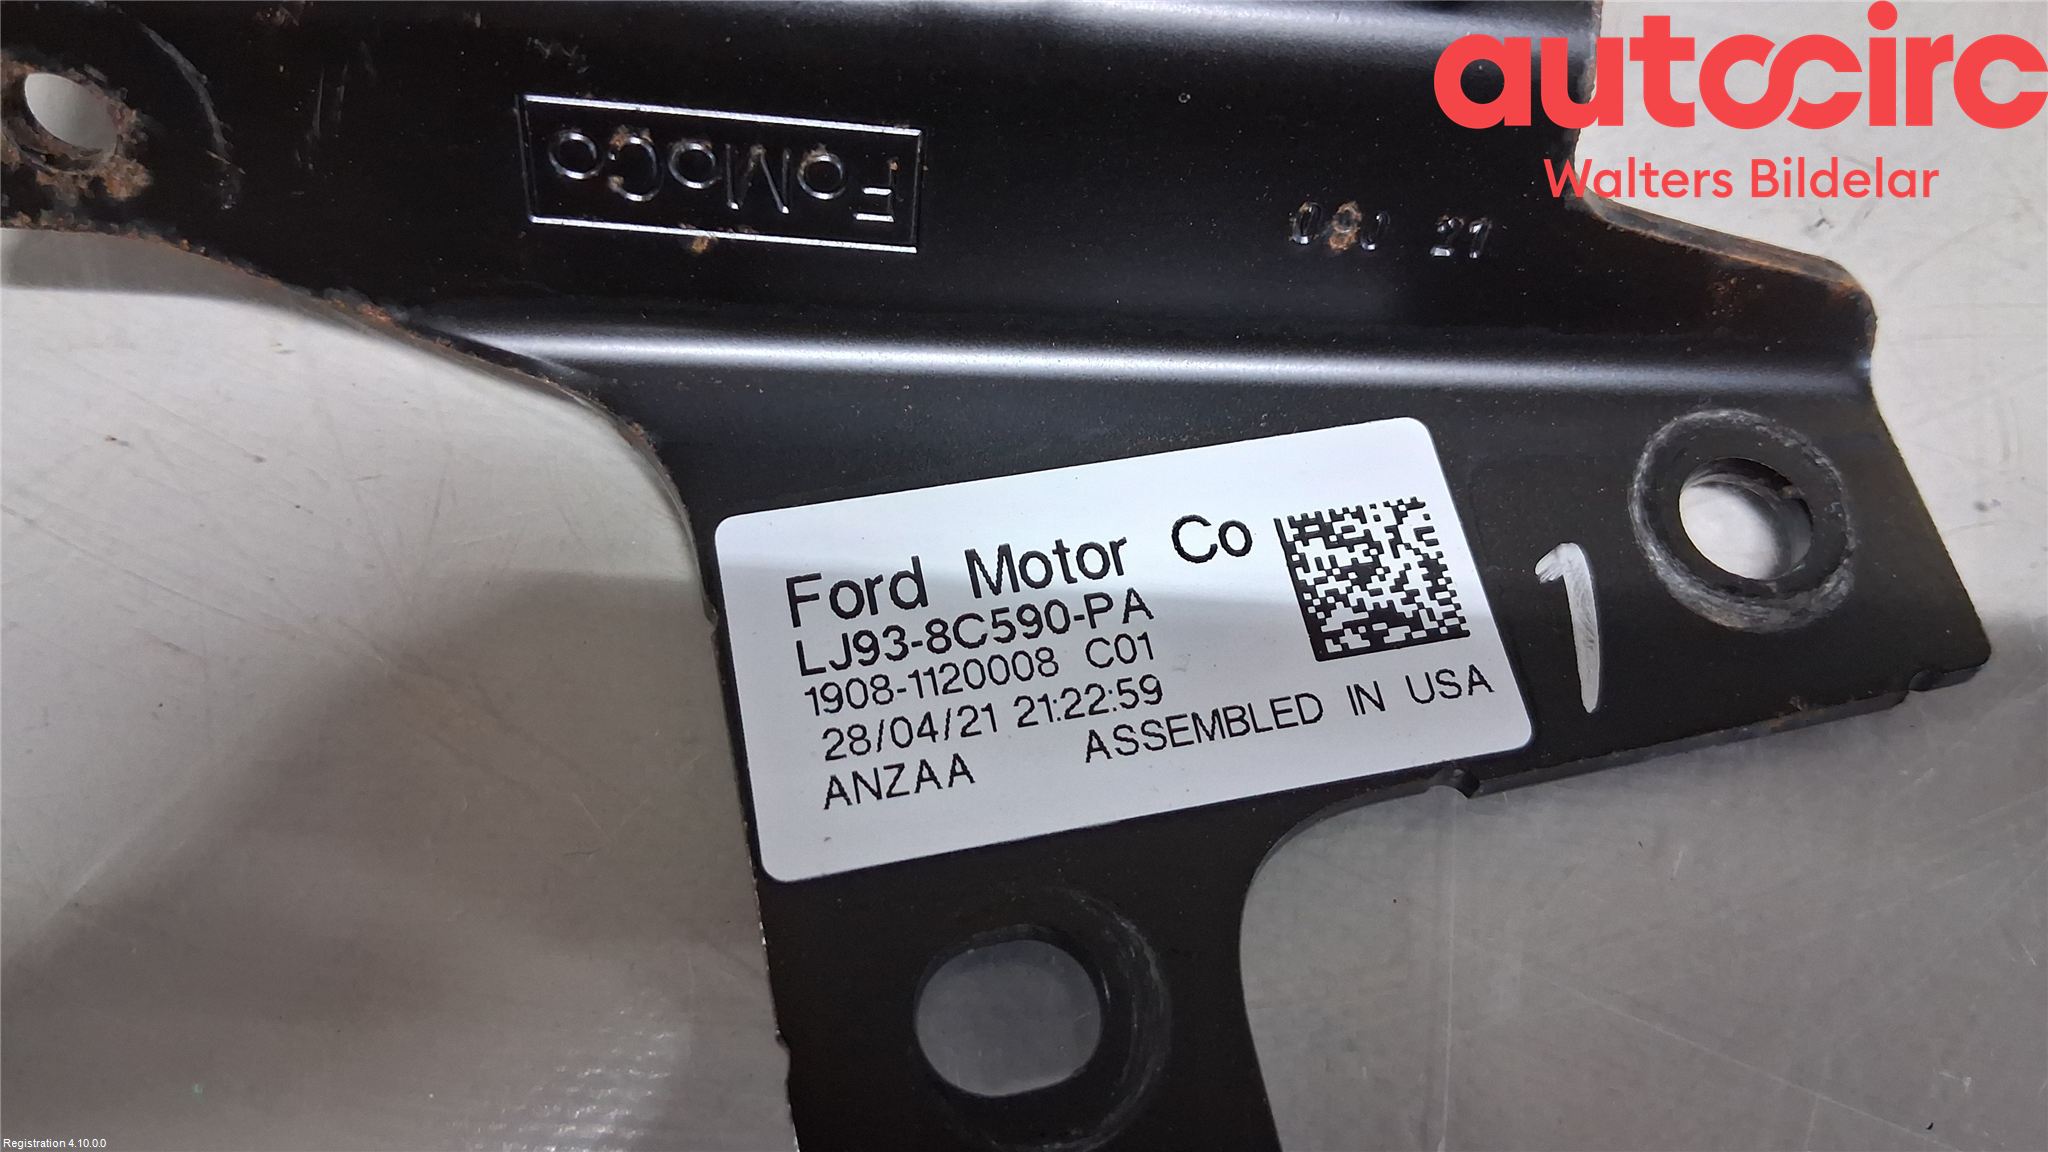 autocirc
Walters Bildelar
FoMoCo
21
Ford Motor Co
LJ93-8C590-PA
1908-1120008 C01
28/04/21 21:22:59
ANZAA ASSEMBLED IN USA
1
Registration 4.10.0.0